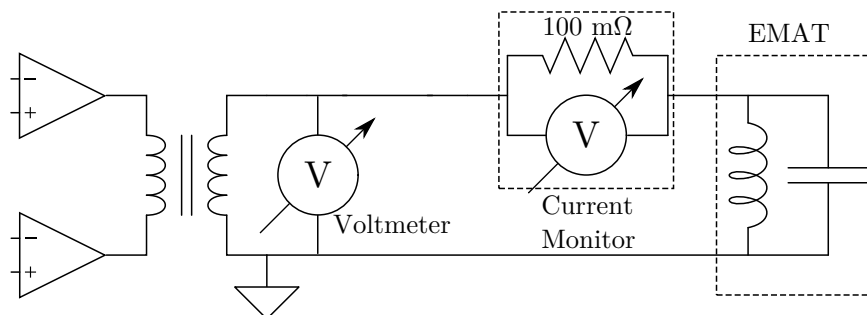 100 mΩ
EMAT
−
+
V
V
Voltmeter
Current
Monitor
−
+